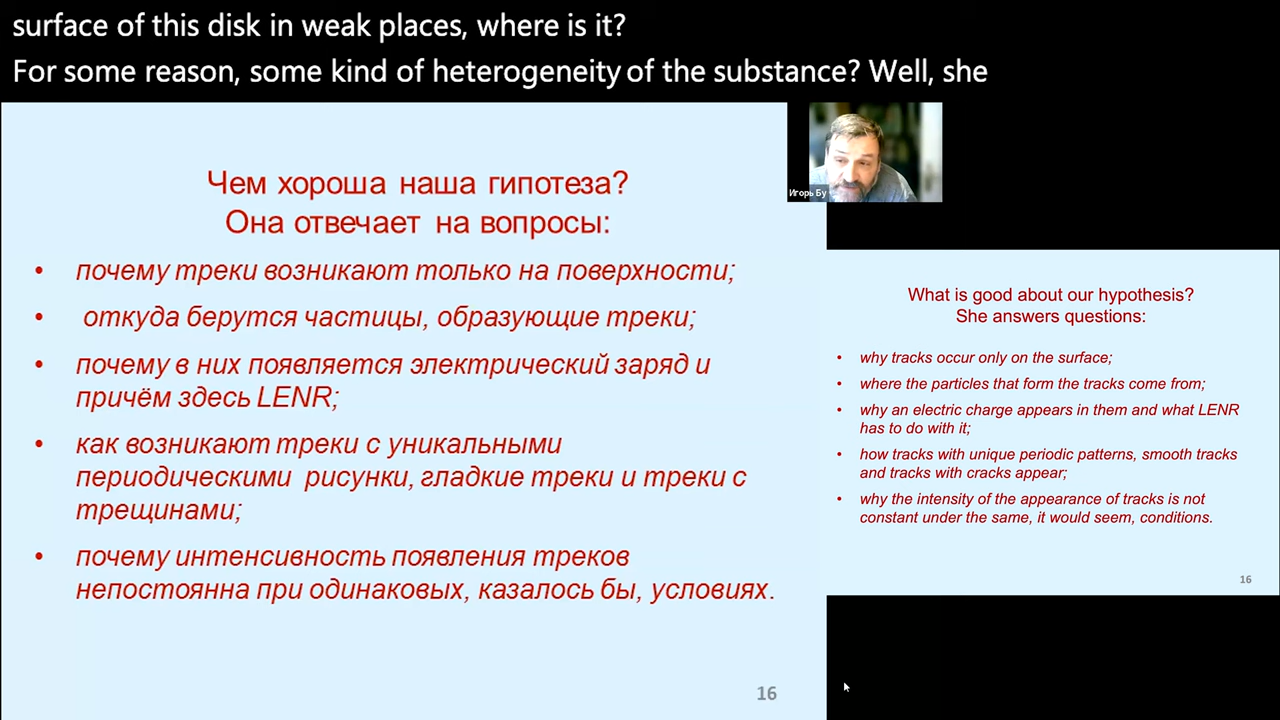 surface of this disk in weak places, where is it?
For some reason, some kind of heterogeneity of the substance? Well, she
Чем хороша наша гипотеза?
Она отвечает на вопросы:
• почему треки возникают только на поверхности;
• откуда берутся частицы, образующие треки;
• почему в них появляется электрический заряд и
причём здесь LENR;
• как возникают треки с уникальными
периодическими рисунки, гладкие треки и треки с
трещинами;
• почему интенсивность появления треков
непостоянна при одинаковых, казалось бы, условиях.
16
Игорь Бу
What is good about our hypothesis?
She answers questions:
• why tracks occur only on the surface;
• where the particles that form the tracks come from;
• why an electric charge appears in them and what LENR
has to do with it;
• how tracks with unique periodic patterns, smooth tracks
and tracks with cracks appear;
• why the intensity of the appearance of tracks is not
constant under the same, it would seem, conditions.
16